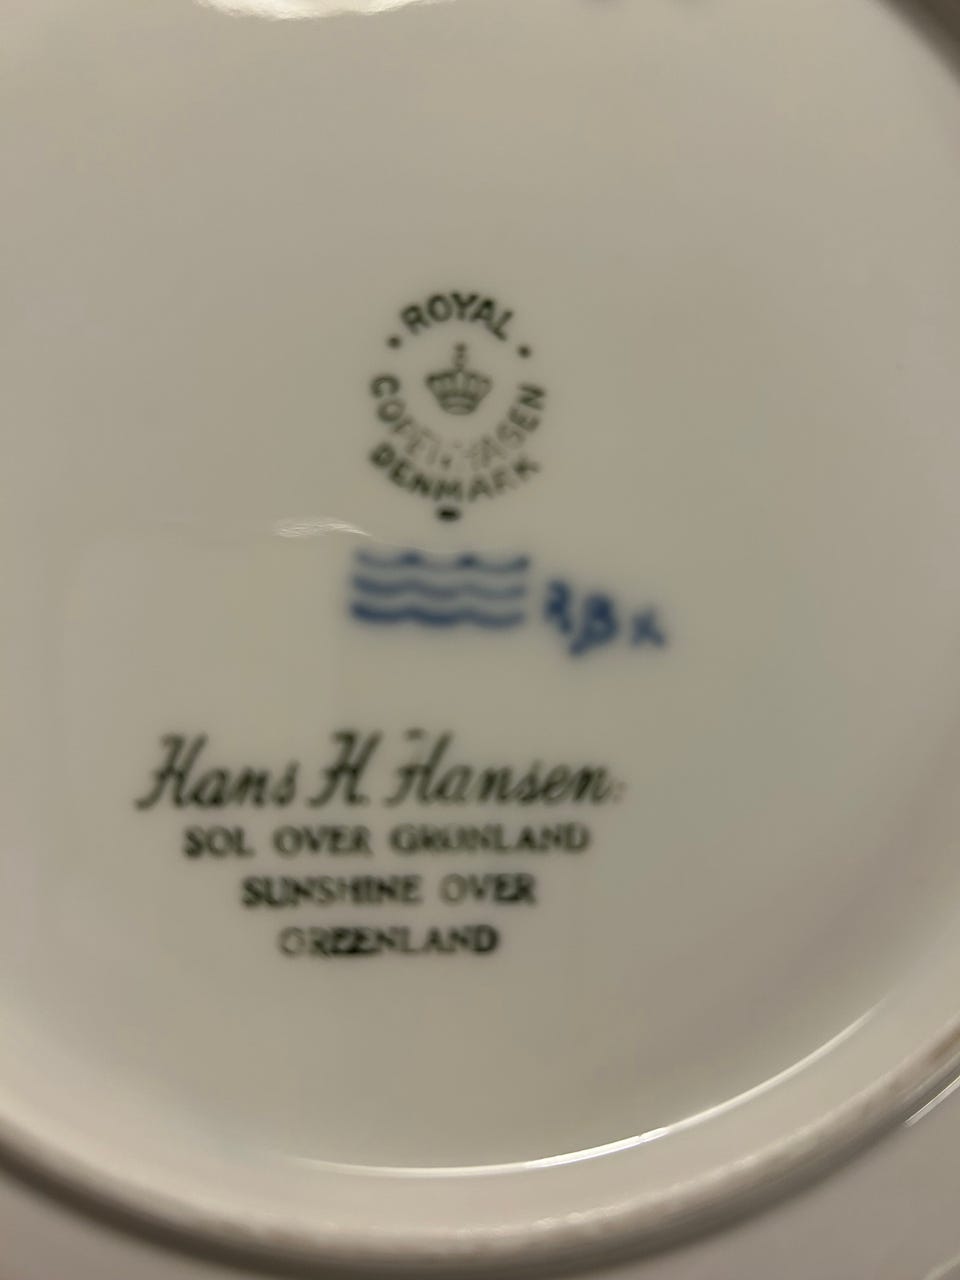 ROYAL
COPENHAGEN
DENMARK
Hans H. Hansen:
SOL OVER GRØNLAND
SUNSHINE OVER
GREENLAND